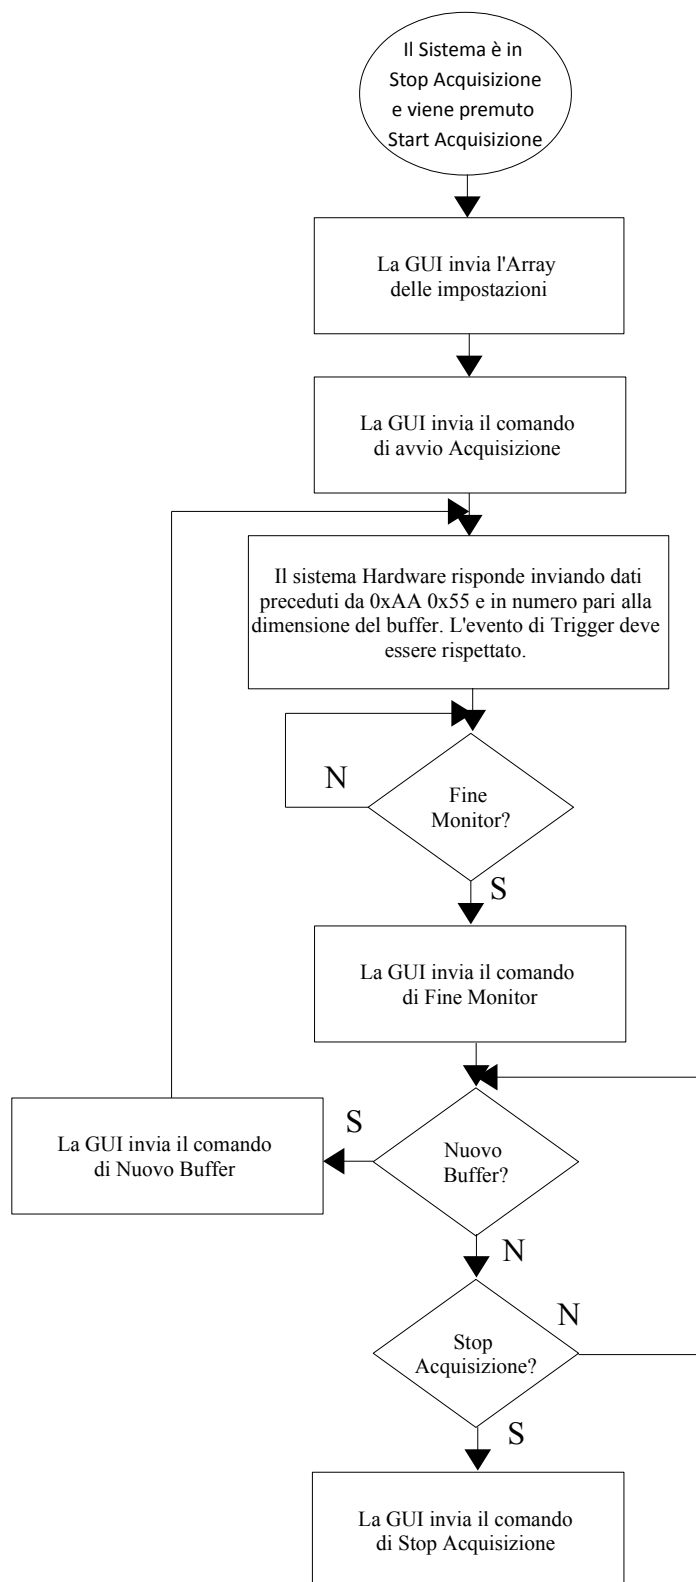 Il Sistema è in
Stop Acquisizione
e viene premuto
Start Acquisizione
La GUI invia l'Array
delle impostazioni
La GUI invia il comando
di avvio Acquisizione
Il sistema Hardware risponde inviando dati
preceduti da 0xAA 0x55 e in numero pari alla
dimensione del buffer. L'evento di Trigger deve
essere rispettato.
N
Fine
Monitor?
S
La GUI invia il comando
di Fine Monitor
La GUI invia il comando
di Nuovo Buffer
S
Nuovo
Buffer?
N
N
Stop
Acquisizione?
S
La GUI invia il comando
di Stop Acquisizione